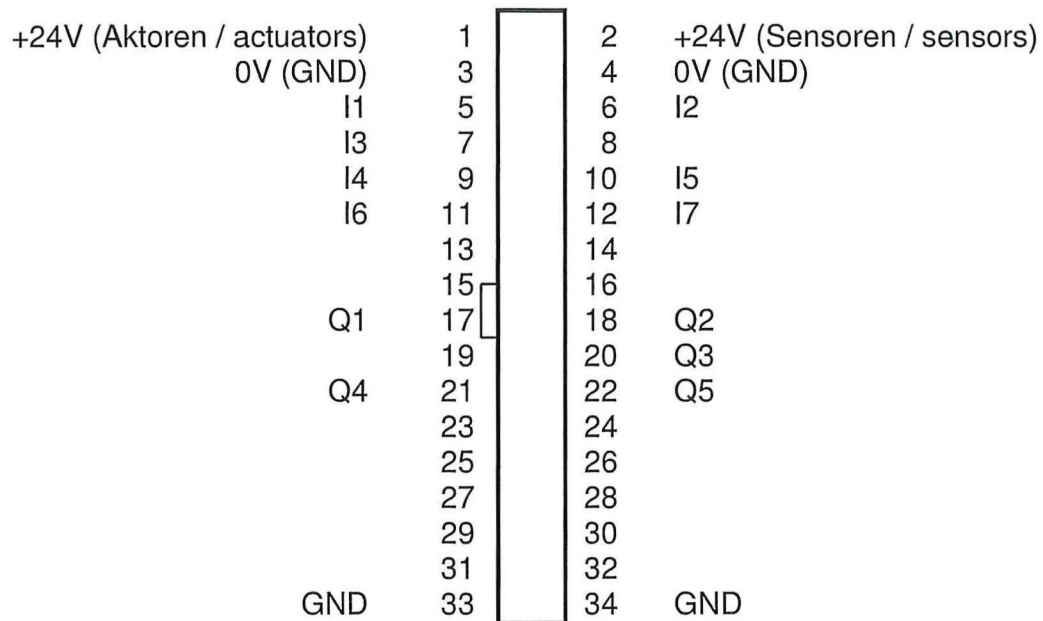 +24V (Aktoren / actuators) 1 2 +24V (Sensoren / sensors)
0V (GND) 3 4 0V (GND)
I1 5 6 I2
I3 7 8
I4 9 10 I5
I6 11 12 I7
13 14
15 16
Q1 17 18 Q2
19 20 Q3
Q4 21 22 Q5
23 24
25 26
27 28
29 30
31 32
GND 33 34 GND